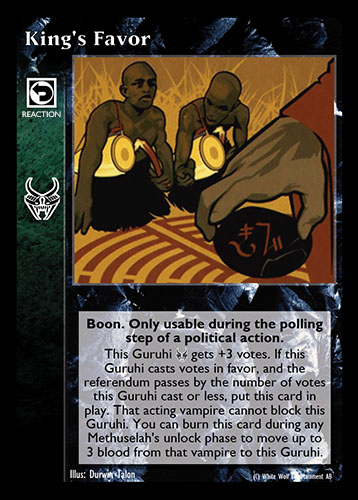 King's Favor
REACTION
Boon. Only usable during the polling
step of a political action.
This Guruhi gets +3 votes. If this
Guruhi casts votes in favor, and the
referendum passes by the number of votes
this Guruhi cast or less, put this card in
play. That acting vampire cannot block this
Guruhi. You can burn this card during any
Methuselah's unlock phase to move up to
3 blood from that vampire to this Guruhi.
Illus: Durwin Talon
(C) White Wolf Entertainment AB